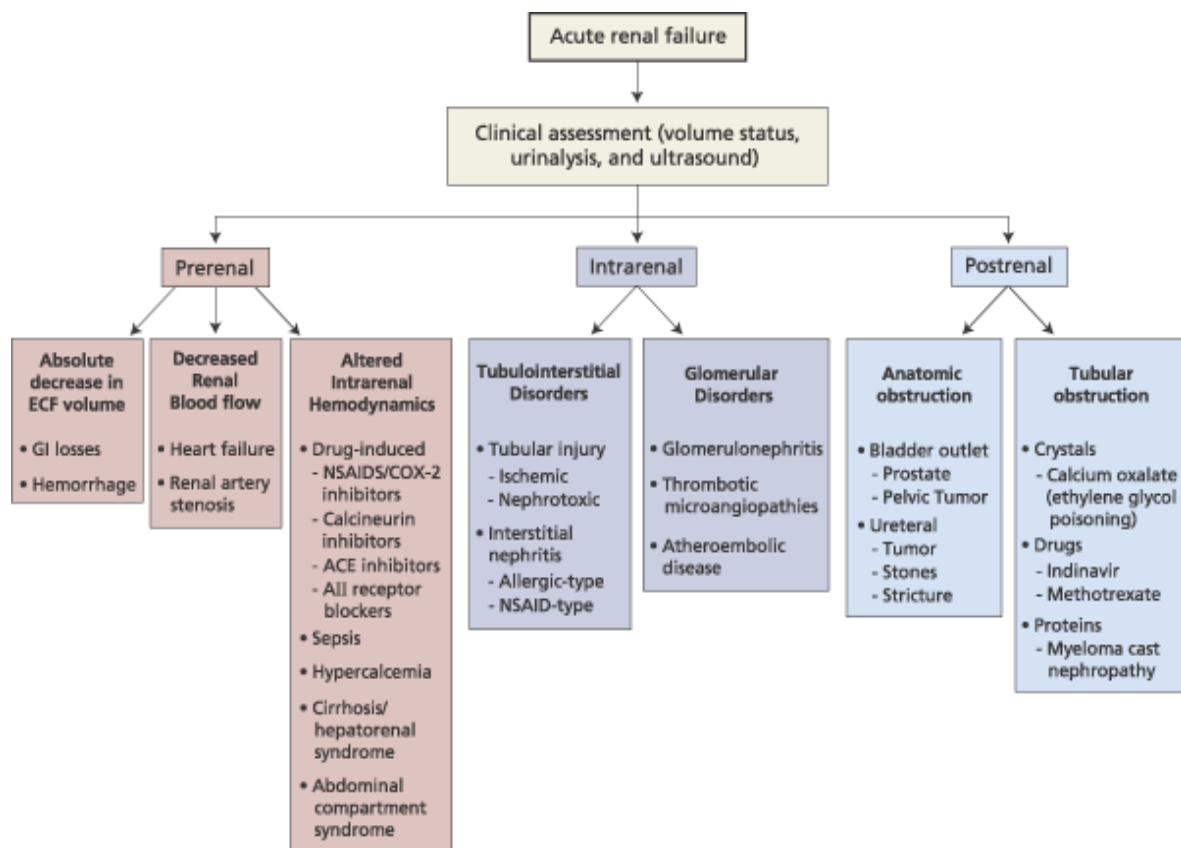 Acute renal failure
Clinical assessment (volume status,
urinalysis, and ultrasound)
Prerenal
Intrarenal
Postrenal
Absolute
decrease in
ECF volume
• GI losses
• Hemorrhage
Decreased
Renal
Blood flow
• Heart failure
• Renal artery
stenosis
Altered
Intrarenal
Hemodynamics
• Drug-induced
- NSAIDS/COX-2
inhibitors
- Calcineurin
inhibitors
- ACE inhibitors
- AII receptor
blockers
• Sepsis
• Hypercalcemia
• Cirrhosis/
hepatorenal
syndrome
• Abdominal
compartment
syndrome
Tubulointerstitial
Disorders
• Tubular injury
- Ischemic
- Nephrotoxic
• Interstitial
nephritis
- Allergic-type
- NSAID-type
Glomerular
Disorders
• Glomerulonephritis
• Thrombotic
microangiopathies
• Atheroembolic
disease
Anatomic
obstruction
• Bladder outlet
- Prostate
- Pelvic Tumor
• Ureteral
- Tumor
- Stones
- Stricture
Tubular
obstruction
• Crystals
- Calcium oxalate
(ethylene glycol
poisoning)
• Drugs
- Indinavir
- Methotrexate
• Proteins
- Myeloma cast
nephropathy